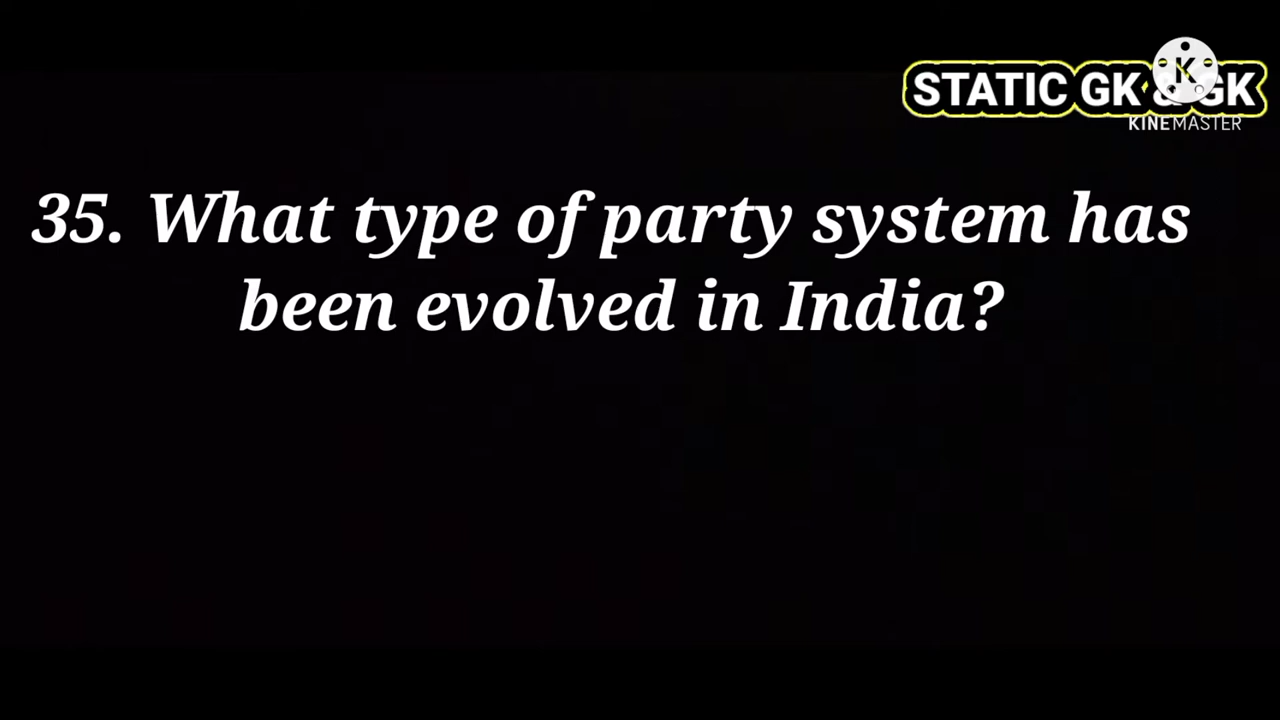 STATIC GK & GK
KINEMASTER
35. What type of party system has
been evolved in India?